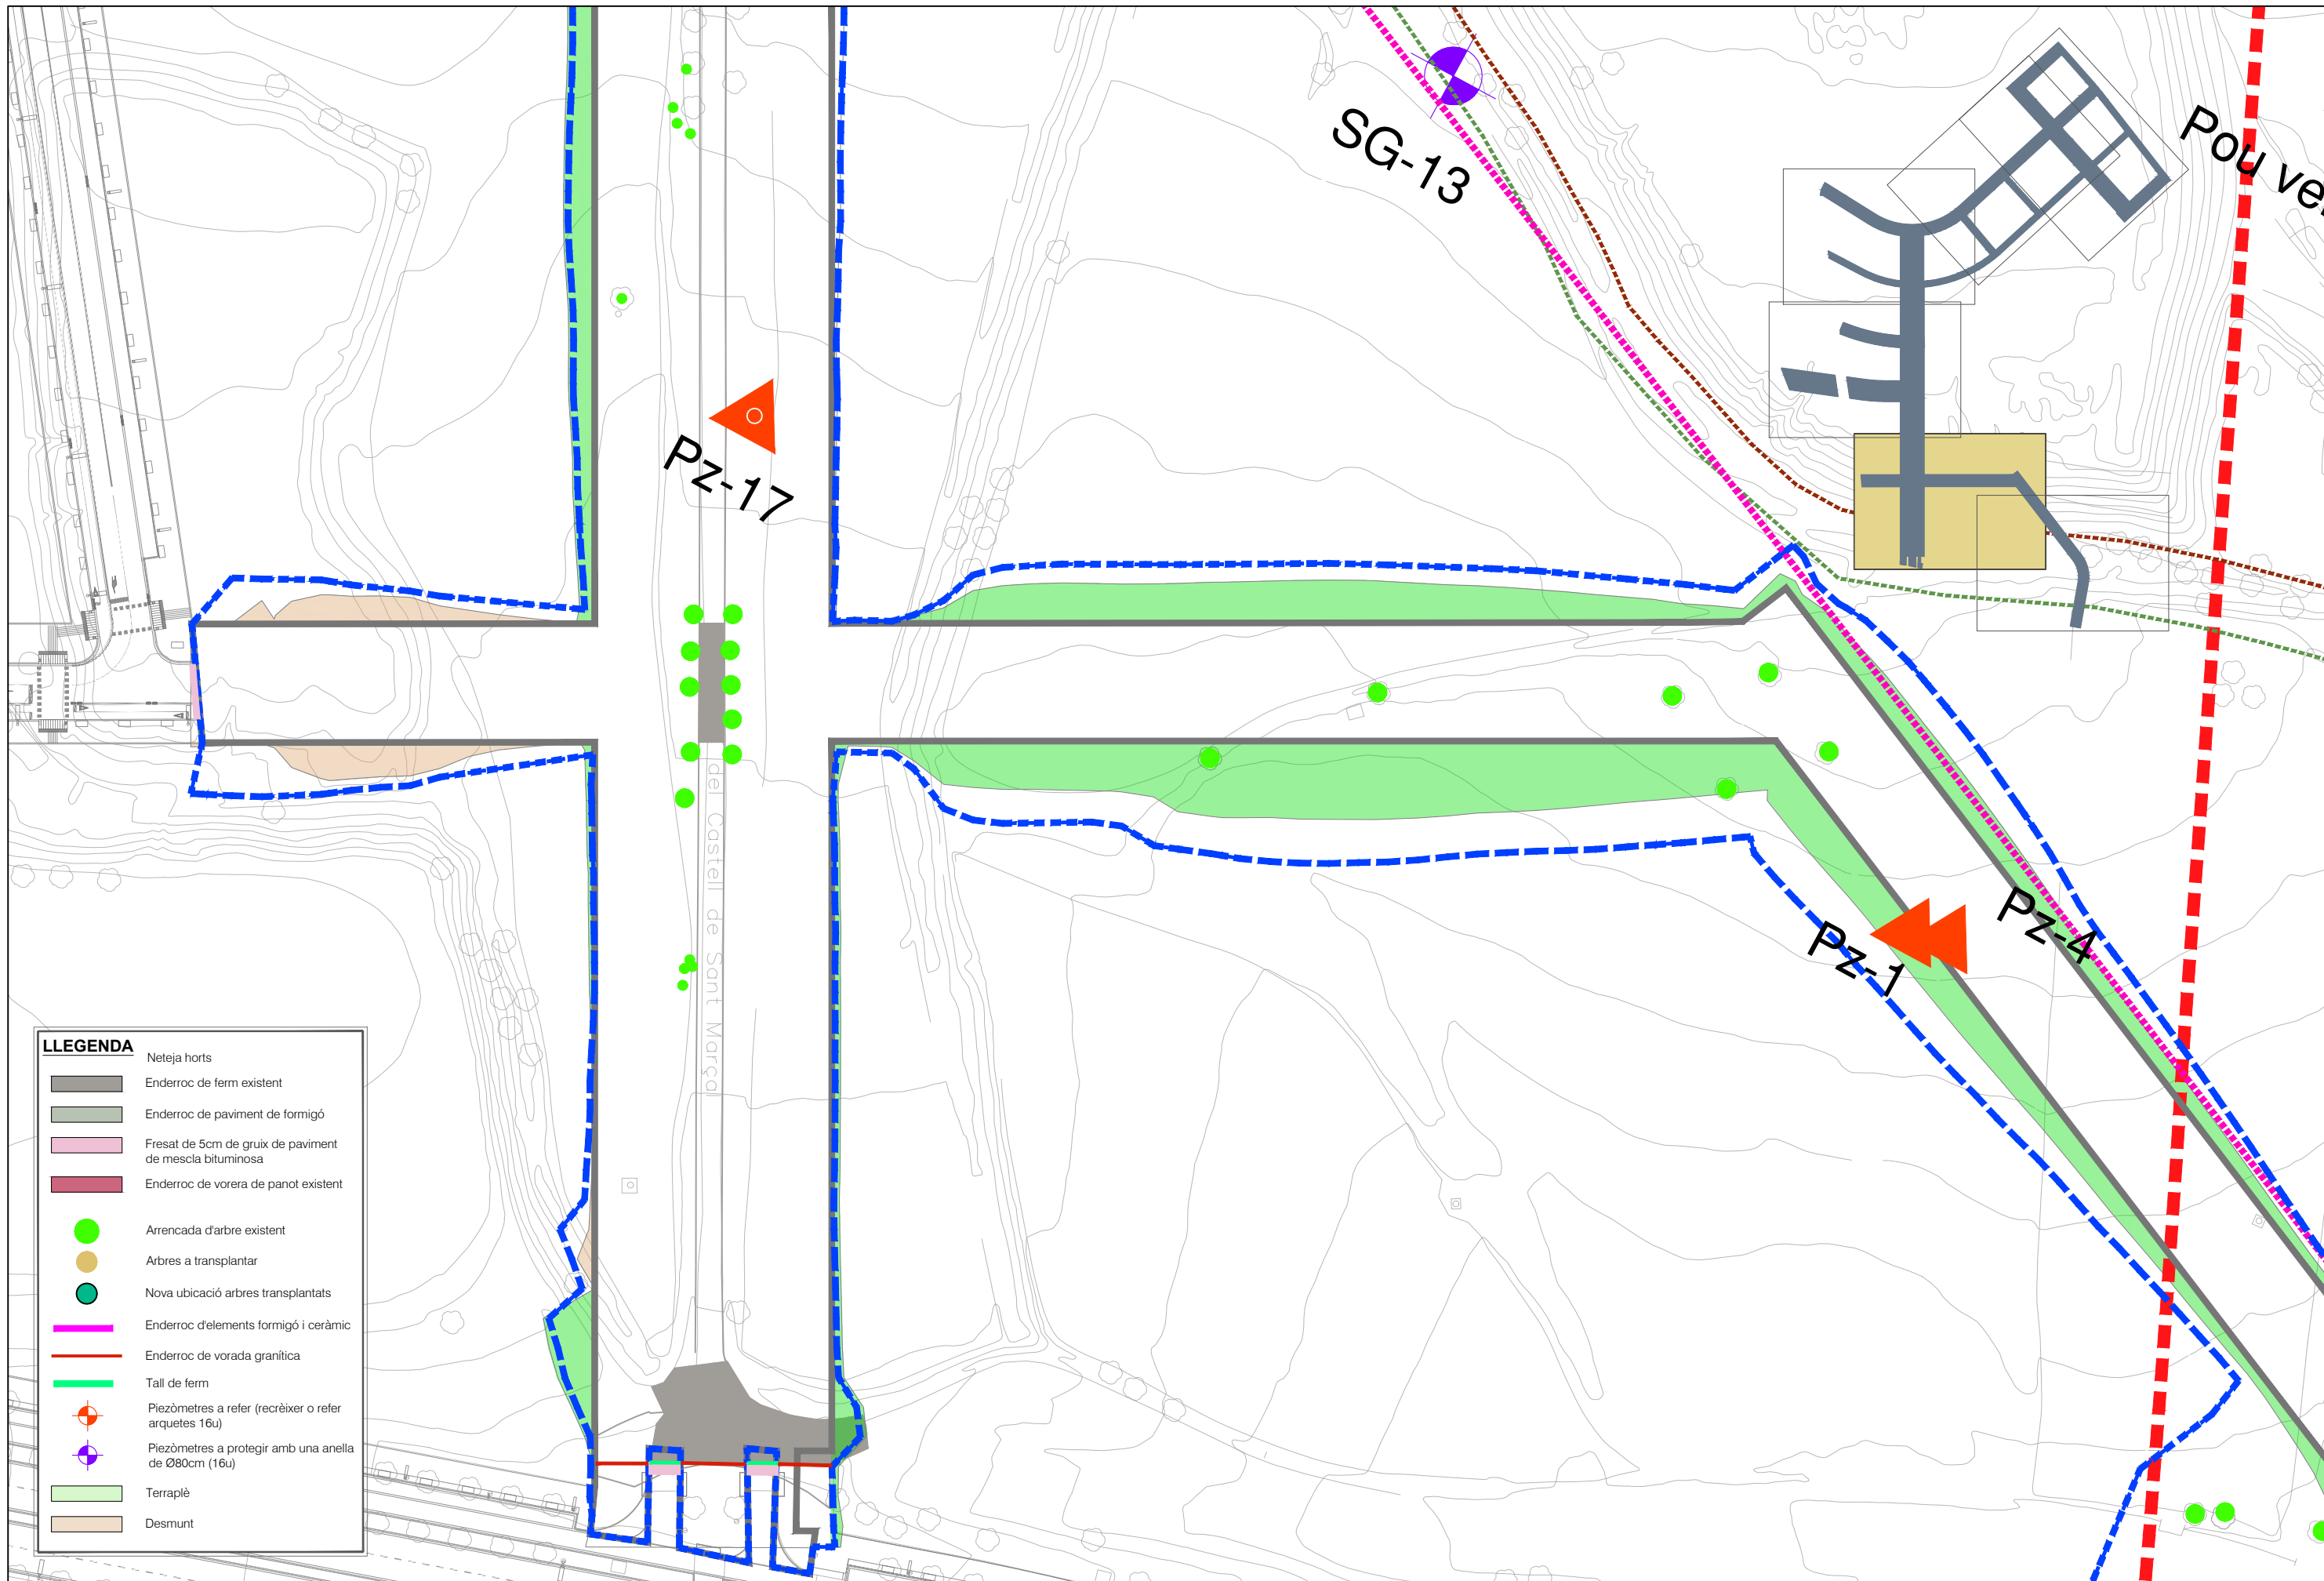 SG-13
Pou ve
Pz-17
Pz-1
Pz-4
del Castell de Sant Marçal
LLEGENDA
Neteja horts
Enderroc de ferm existent
Enderroc de paviment de formigó
Fresat de 5cm de gruix de paviment
de mescla bituminosa
Enderroc de vorera de panot existent
Arrencada d'arbre existent
Arbres a transplantar
Nova ubicació arbres transplantats
Enderroc d'elements formigó i ceràmic
Enderroc de vorada granítica
Tall de ferm
Piezòmetres a refer (recrèixer o refer
arquetes 16u)
Piezòmetres a protegir amb una anella
de Ø80cm (16u)
Terraplè
Desmunt